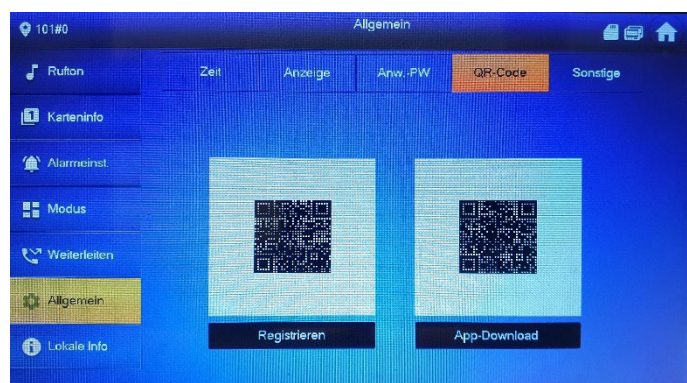 101#0
Allgemein
Rufton
Zeit
Anzeige
Anw.-PW
QR-Code
Sonstige
1
Karteninfo
Alarmeinst.
Modus
Weiterleiten
Allgemein
Registrieren
App-Download
Lokale Info